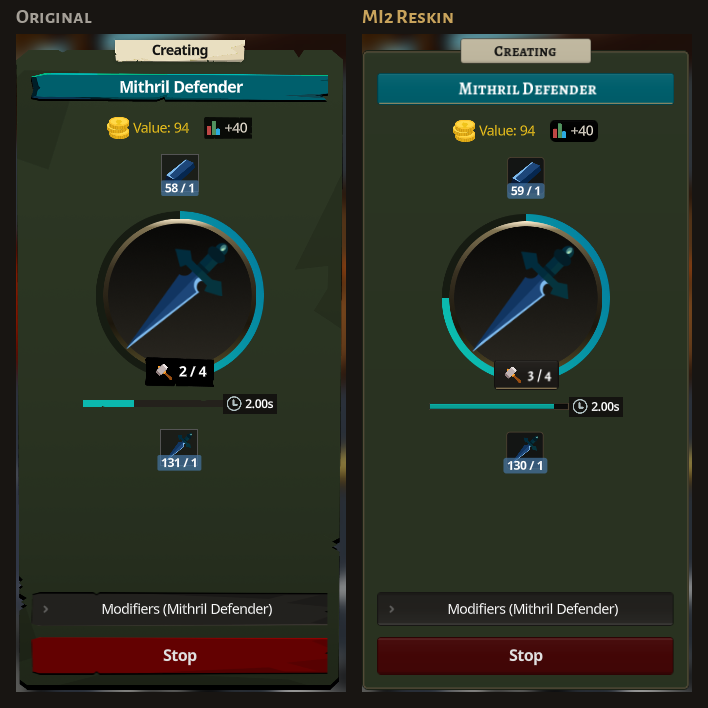 Original
Creating
Mithril Defender
Value: 94
+40
58 / 1
2 / 4
2.00s
131 / 1
Modifiers (Mithril Defender)
Stop
MI2 Reskin
Creating
Mithril Defender
Value: 94
+40
59 / 1
3 / 4
2.00s
130 / 1
Modifiers (Mithril Defender)
Stop